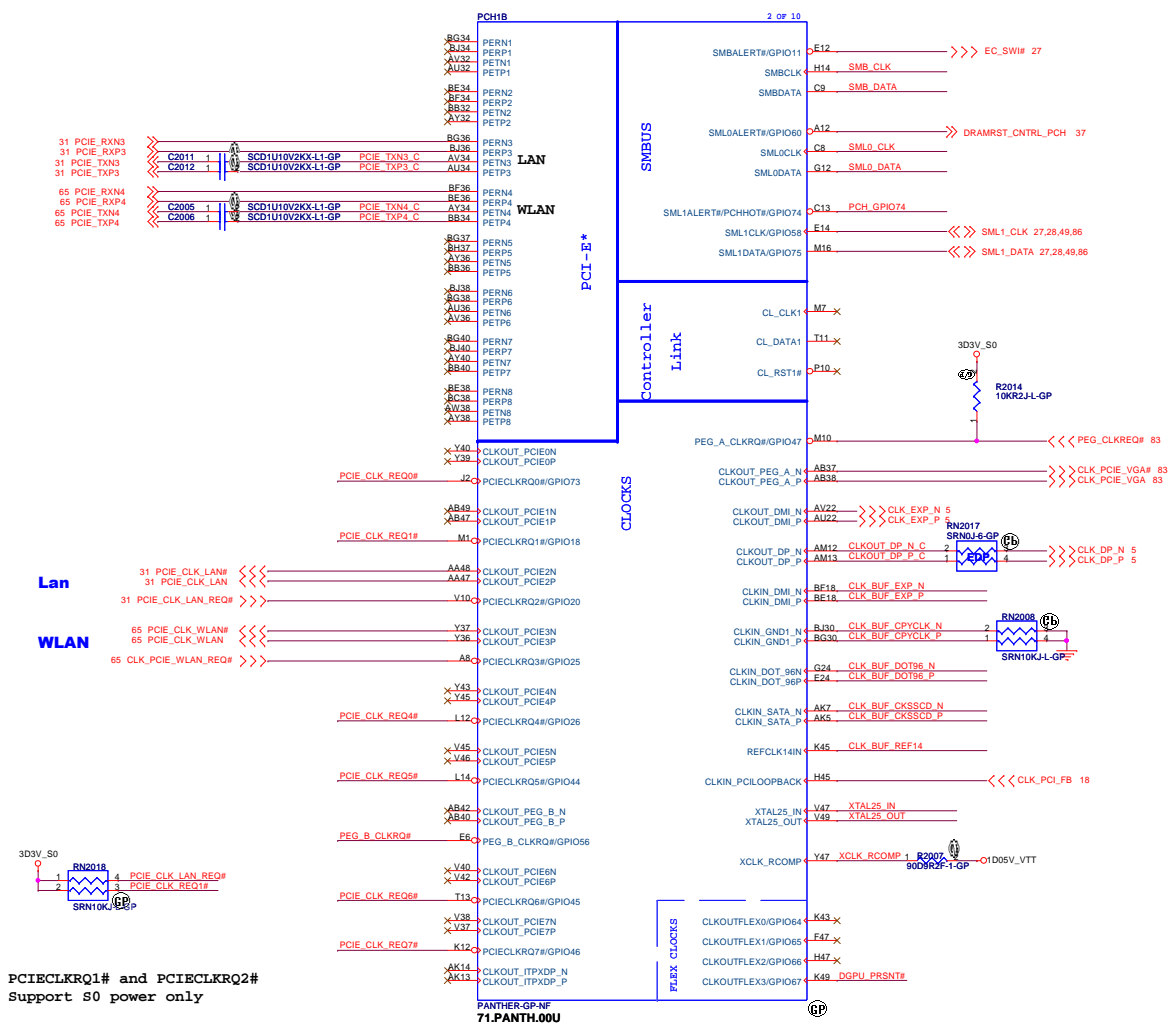 PCH1B
2 OF 10
BG34 PERN1
BJ34 PERP1
AV32 PETN1
AU32 PETP1
BE34 PERN2
BF34 PERP2
BB32 PETN2
AY32 PETP2
31 PCIE_RXN3 BG36 PERN3
31 PCIE_RXP3 BJ36 PERP3
31 PCIE_TXN3 C2011 1 SCD1U10V2KX-L1-GP PCIE_TXN3_C AV34 PETN3
31 PCIE_TXP3 C2012 1 SCD1U10V2KX-L1-GP PCIE_TXP3_C AU34 PETP3
LAN
65 PCIE_RXN4 BF36 PERN4
65 PCIE_RXP4 BE36 PERP4
65 PCIE_TXN4 C2005 1 SCD1U10V2KX-L1-GP PCIE_TXN4_C AY34 PETN4
65 PCIE_TXP4 C2006 1 SCD1U10V2KX-L1-GP PCIE_TXP4_C BB34 PETP4
WLAN
BG37 PERN5
BH37 PERP5
AY36 PETN5
BB36 PETP5
BJ38 PERN6
BG38 PERP6
AU36 PETN6
AV36 PETP6
BG40 PERN7
BJ40 PERP7
AY40 PETN7
BB40 PETP7
BE38 PERN8
BC38 PERP8
AW38 PETN8
AY38 PETP8
PCI-E*
SMBUS
SMBALERT#/GPIO11 E12 EC_SWI# 27
SMBCLK H14 SMB_CLK
SMBDATA C9 SMB_DATA
SML0ALERT#/GPIO60 A12 DRAMRST_CNTRL_PCH 37
SML0CLK C8 SML0_CLK
SML0DATA G12 SML0_DATA
SML1ALERT#/PCHHOT#/GPIO74 C13 PCH_GPIO74
SML1CLK/GPIO58 E14 SML1_CLK 27,28,49,86
SML1DATA/GPIO75 M16 SML1_DATA 27,28,49,86
Controller
Link
CL_CLK1 M7
CL_DATA1 T11
CL_RST1# P10
3D3V_S0
R2014
10KR2J-L-GP
1
PEG_A_CLKRQ#/GPIO47 M10 PEG_CLKREQ# 83
CLOCKS
Y40 CLKOUT_PCIE0N
Y39 CLKOUT_PCIE0P
PCIE_CLK_REQ0# J2 PCIECLKRQ0#/GPIO73
AB49 CLKOUT_PCIE1N
AB47 CLKOUT_PCIE1P
PCIE_CLK_REQ1# M1 PCIECLKRQ1#/GPIO18
Lan
31 PCIE_CLK_LAN# AA48 CLKOUT_PCIE2N
31 PCIE_CLK_LAN AA47 CLKOUT_PCIE2P
31 PCIE_CLK_LAN_REQ# V10 PCIECLKRQ2#/GPIO20
WLAN
65 PCIE_CLK_WLAN# Y37 CLKOUT_PCIE3N
65 PCIE_CLK_WLAN Y36 CLKOUT_PCIE3P
65 CLK_PCIE_WLAN_REQ# A8 PCIECLKRQ3#/GPIO25
Y43 CLKOUT_PCIE4N
Y45 CLKOUT_PCIE4P
PCIE_CLK_REQ4# L12 PCIECLKRQ4#/GPIO26
V45 CLKOUT_PCIE5N
V46 CLKOUT_PCIE5P
PCIE_CLK_REQ5# L14 PCIECLKRQ5#/GPIO44
AB42 CLKOUT_PEG_B_N
AB40 CLKOUT_PEG_B_P
PEG_B_CLKRQ# E6 PEG_B_CLKRQ#/GPIO56
V40 CLKOUT_PCIE6N
V42 CLKOUT_PCIE6P
PCIE_CLK_REQ6# T13 PCIECLKRQ6#/GPIO45
V38 CLKOUT_PCIE7N
V37 CLKOUT_PCIE7P
PCIE_CLK_REQ7# K12 PCIECLKRQ7#/GPIO46
AK14 CLKOUT_ITPXDP_N
AK13 CLKOUT_ITPXDP_P
CLKOUT_PEG_A_N AB37 CLK_PCIE_VGA# 83
CLKOUT_PEG_A_P AB38 CLK_PCIE_VGA 83
CLKOUT_DMI_N AV22 CLK_EXP_N 5
CLKOUT_DMI_P AU22 CLK_EXP_P 5
RN2017
SRN0J-6-GP
CLKOUT_DP_N AM12 CLKOUT_DP_N_C 2 CLK_DP_N 5
CLKOUT_DP_P AM13 CLKOUT_DP_P_C 1 EDP 4 CLK_DP_P 5
CLKIN_DMI_N BF18 CLK_BUF_EXP_N
CLKIN_DMI_P BE18 CLK_BUF_EXP_P
RN2008
CLKIN_GND1_N BJ30 CLK_BUF_CPYCLK_N 2
CLKIN_GND1_P BG30 CLK_BUF_CPYCLK_P 1 4
SRN10KJ-L-GP
CLKIN_DOT_96N G24 CLK_BUF_DOT96_N
CLKIN_DOT_96P E24 CLK_BUF_DOT96_P
CLKIN_SATA_N AK7 CLK_BUF_CKSSCD_N
CLKIN_SATA_P AK5 CLK_BUF_CKSSCD_P
REFCLK14IN K45 CLK_BUF_REF14
CLKIN_PCILOOPBACK H45 CLK_PCI_FB 18
XTAL25_IN V47 XTAL25_IN
XTAL25_OUT V49 XTAL25_OUT
XCLK_RCOMP Y47 XCLK_RCOMP 1 R2007 1D05V_VTT
90D9R2F-1-GP
FLEX CLOCKS
CLKOUTFLEX0/GPIO64 K43
CLKOUTFLEX1/GPIO65 F47
CLKOUTFLEX2/GPIO66 H47
CLKOUTFLEX3/GPIO67 K49 DGPU_PRSNT#
3D3V_S0
RN2018
1 4 PCIE_CLK_LAN_REQ#
2 3 PCIE_CLK_REQ1#
GP
PCIECLKRQ1# and PCIECLKRQ2#
Support S0 power only
PANTHER-GP-NF
71.PANTH.00U
GP